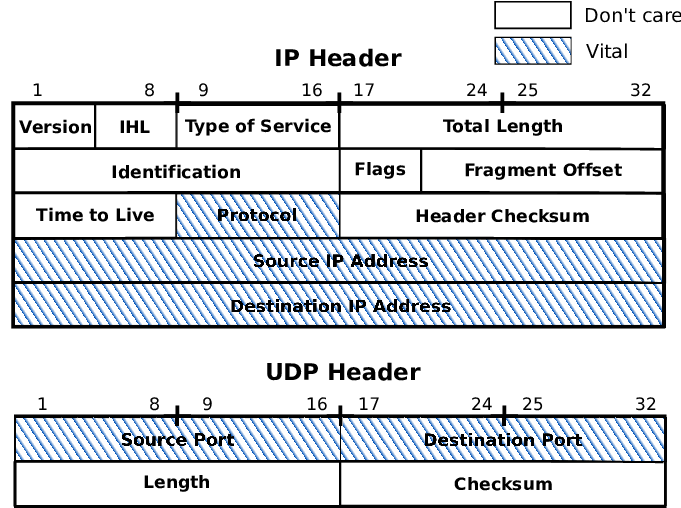 Don't care
Vital
IP Header
1 8 9 16 17 24 25 32
Version IHL Type of Service Total Length
Identification Flags Fragment Offset
Time to Live Protocol Header Checksum
Source IP Address
Destination IP Address
UDP Header
1 8 9 16 17 24 25 32
Source Port Destination Port
Length Checksum